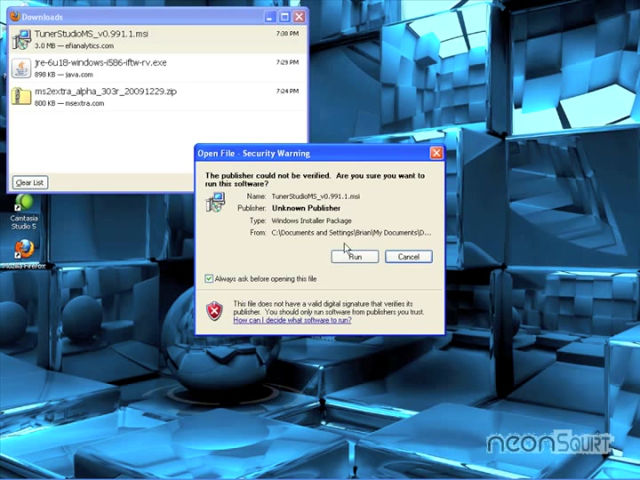 Downloads
TunerStudioMS_v0.991.1.msi
7:30 PM
3.0 MB — efianalytics.com
jre-6u18-windows-i586-iftw-rv.exe
7:29 PM
898 KB — java.com
ms2extra_alpha_303r_20091229.zip
7:24 PM
800 KB — msextra.com
Clear List
Camtasia
Studio 5
Mozilla Firefox
Open File - Security Warning
The publisher could not be verified. Are you sure you want to
run this software?
Name: TunerStudioMS_v0.991.1.msi
Publisher: Unknown Publisher
Type: Windows Installer Package
From: C:\Documents and Settings\Brian\My Documents\D...
Run
Cancel
Always ask before opening this file
This file does not have a valid digital signature that verifies its
publisher. You should only run software from publishers you trust.
How can I decide what software to run?
neonSquirt